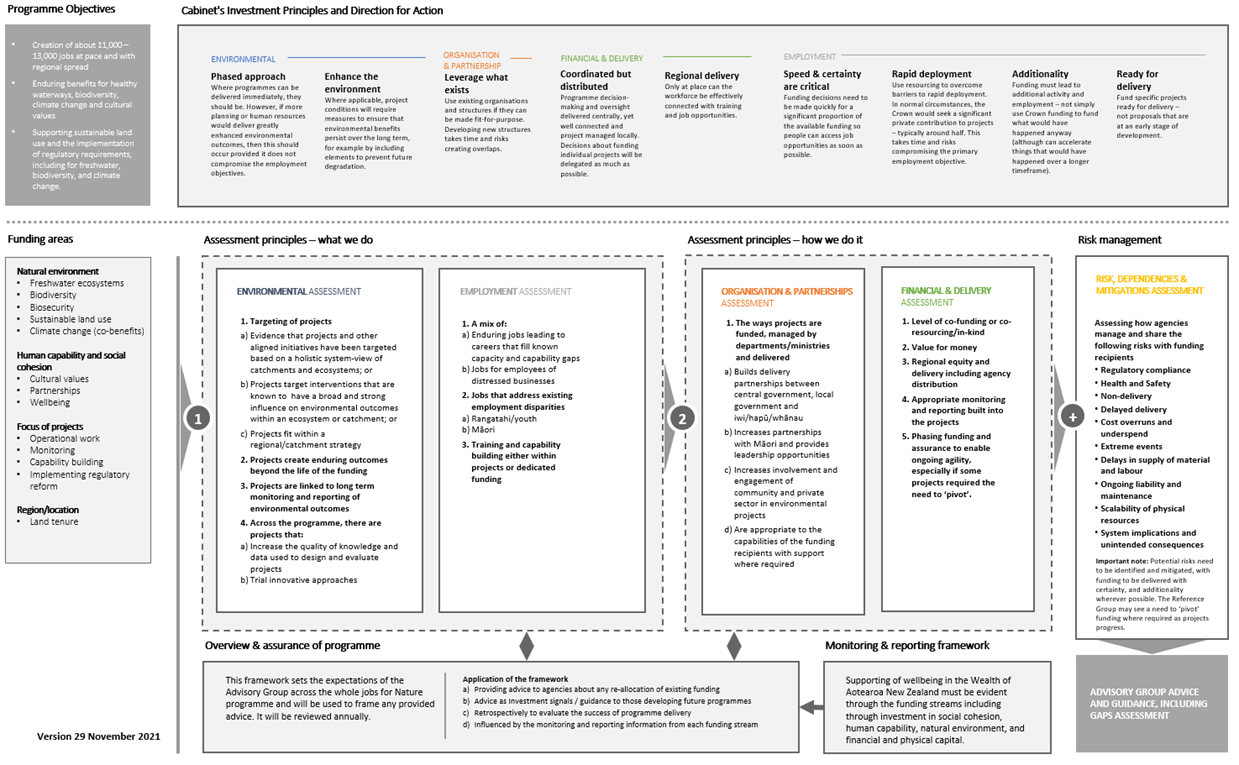 Programme Objectives
• Creation of about 11,000 –
13,000 jobs at pace and with
regional spread
• Enduring benefits for healthy
waterways, biodiversity,
climate change and cultural
values
• Supporting sustainable land
use and the implementation
of regulatory requirements,
including for freshwater,
biodiversity, and climate
change.
Cabinet's Investment Principles and Direction for Action
ENVIRONMENTAL
Phased approach
Where programmes can be
delivered immediately, they
should be. However, if more
planning or human resources
would deliver greatly
enhanced environmental
outcomes, then this should
occur provided it does not
compromise the employment
objectives.
Enhance the
environment
Where applicable, project
conditions will require
measures to ensure that
environmental benefits
persist over the long term,
for example by including
elements to prevent future
degradation.
ORGANISATION
& PARTNERSHIP
Leverage what
exists
Use existing organisations
and structures if they can
be made fit-for-purpose.
Developing new structures
takes time and risks
creating overlaps.
FINANCIAL & DELIVERY
Coordinated but
distributed
Programme decision-
making and oversight
delivered centrally, yet
well connected and
project managed locally.
Decisions about funding
individual projects will be
delegated as much as
possible.
Regional delivery
Only at place can the
workforce be effectively
connected with training
and job opportunities.
EMPLOYMENT
Speed & certainty
are critical
Funding decisions need to
be made quickly for a
significant proportion of
the available funding so
people can access job
opportunities as soon as
possible.
Rapid deployment
Use resourcing to overcome
barriers to rapid deployment.
In normal circumstances, the
Crown would seek a significant
private contribution to projects
– typically around half. This
takes time and risks
compromising the primary
employment objective.
Additionality
Funding must lead to
additional activity and
employment – not simply
use Crown funding to fund
what would have
happened anyway
(although can accelerate
things that would have
happened over a longer
timeframe).
Ready for
delivery
Fund specific projects
ready for delivery –
not proposals that are
at an early stage of
development.
Funding areas
Natural environment
• Freshwater ecosystems
• Biodiversity
• Biosecurity
• Sustainable land use
• Climate change (co-benefits)
Human capability and social
cohesion
• Cultural values
• Partnerships
• Wellbeing
Focus of projects
• Operational work
• Monitoring
• Capability building
• Implementing regulatory
reform
Region/location
• Land tenure
1
Assessment principles – what we do
ENVIRONMENTAL ASSESSMENT
1. Targeting of projects
a) Evidence that projects and other
aligned initiatives have been targeted
based on a holistic system-view of
catchments and ecosystems; or
b) Projects target interventions that are
known to have a broad and strong
influence on environmental outcomes
within an ecosystem or catchment; or
c) Projects fit within a
regional/catchment strategy
2. Projects create enduring outcomes
beyond the life of the funding
3. Projects are linked to long term
monitoring and reporting of
environmental outcomes
4. Across the programme, there are
projects that:
a) Increase the quality of knowledge and
data used to design and evaluate
projects
b) Trial innovative approaches
EMPLOYMENT ASSESSMENT
1. A mix of:
a) Enduring jobs leading to
careers that fill known
capacity and capability gaps
b) Jobs for employees of
distressed businesses
2. Jobs that address existing
employment disparities
a) Rangatahi/youth
b) Māori
3. Training and capability
building either within
projects or dedicated
funding
2
Assessment principles – how we do it
ORGANISATION & PARTNERSHIPS
ASSESSMENT
1. The ways projects are
funded, managed by
departments/ministries
and delivered
a) Builds delivery
partnerships between
central government, local
government and
iwi/hapū/whānau
b) Increases partnerships
with Māori and provides
leadership opportunities
c) Increases involvement and
engagement of
community and private
sector in environmental
projects
d) Are appropriate to the
capabilities of the funding
recipients with support
where required
FINANCIAL & DELIVERY
ASSESSMENT
1. Level of co-funding or co-
resourcing/in-kind
2. Value for money
3. Regional equity and
delivery including agency
distribution
4. Appropriate monitoring
and reporting built into
the projects
5. Phasing funding and
assurance to enable
ongoing agility,
especially if some
projects required the
need to ‘pivot’.
+
Risk management
RISK, DEPENDENCIES &
MITIGATIONS ASSESSMENT
Assessing how agencies
manage and share the
following risks with funding
recipients
• Regulatory compliance
• Health and Safety
• Non-delivery
• Delayed delivery
• Cost overruns and
underspend
• Extreme events
• Delays in supply of material
and labour
• Ongoing liability and
maintenance
• Scalability of physical
resources
• System implications and
unintended consequences
Important note: Potential risks need
to be identified and mitigated, with
funding to be delivered with
certainty, and additionality
wherever possible. The Reference
Group may see a need to ‘pivot’
funding where required as projects
progress.
Overview & assurance of programme
This framework sets the expectations of the
Advisory Group across the whole jobs for Nature
programme and will be used to frame any provided
advice. It will be reviewed annually.
Application of the framework
a) Providing advice to agencies about any re-allocation of existing funding
b) Advice as Investment signals / guidance to those developing future programmes
c) Retrospectively to evaluate the success of programme delivery
d) Influenced by the monitoring and reporting information from each funding stream
Monitoring & reporting framework
Supporting of wellbeing in the Wealth of
Aotearoa New Zealand must be evident
through the funding streams including
through investment in social cohesion,
human capability, natural environment, and
financial and physical capital.
ADVISORY GROUP ADVICE
AND GUIDANCE, INCLUDING
GAPS ASSESSMENT
Version 29 November 2021